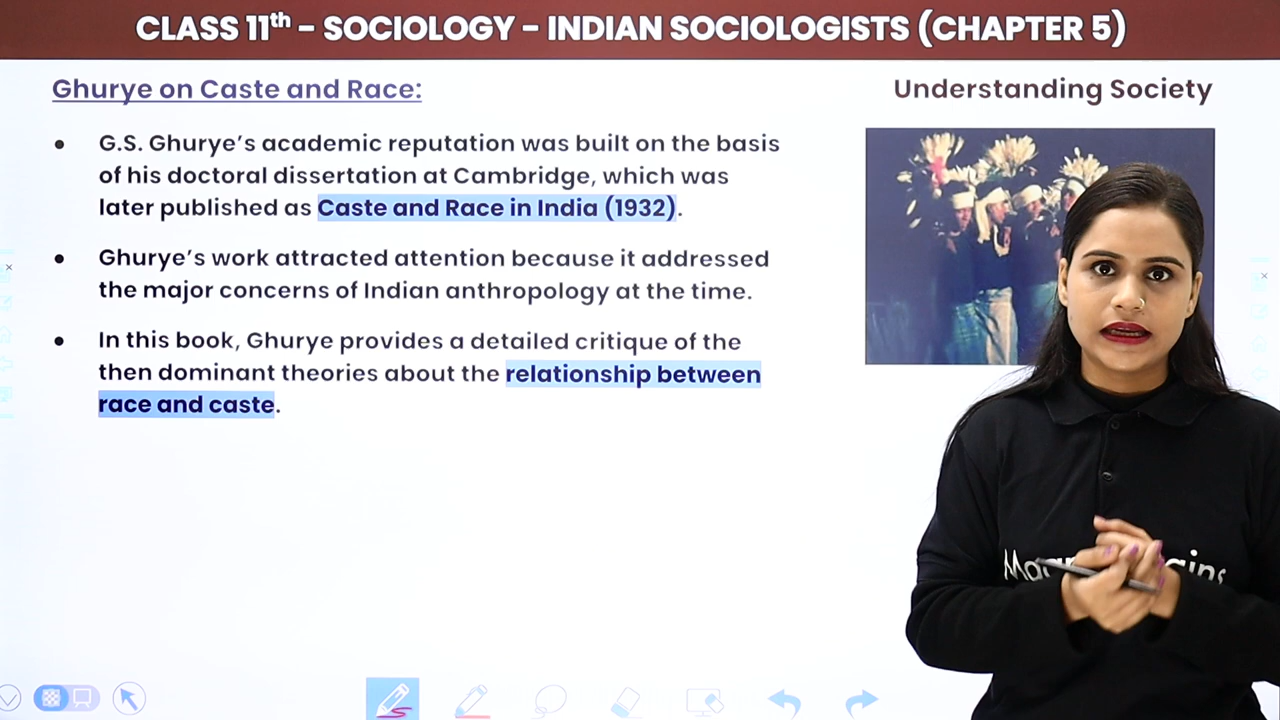 CLASS 11th - SOCIOLOGY - INDIAN SOCIOLOGISTS (CHAPTER 5)
Ghurye on Caste and Race:
• G.S. Ghurye's academic reputation was built on the basis
of his doctoral dissertation at Cambridge, which was
later published as Caste and Race in India (1932).
• Ghurye's work attracted attention because it addressed
the major concerns of Indian anthropology at the time.
• In this book, Ghurye provides a detailed critique of the
then dominant theories about the relationship between
race and caste.
Understanding Society